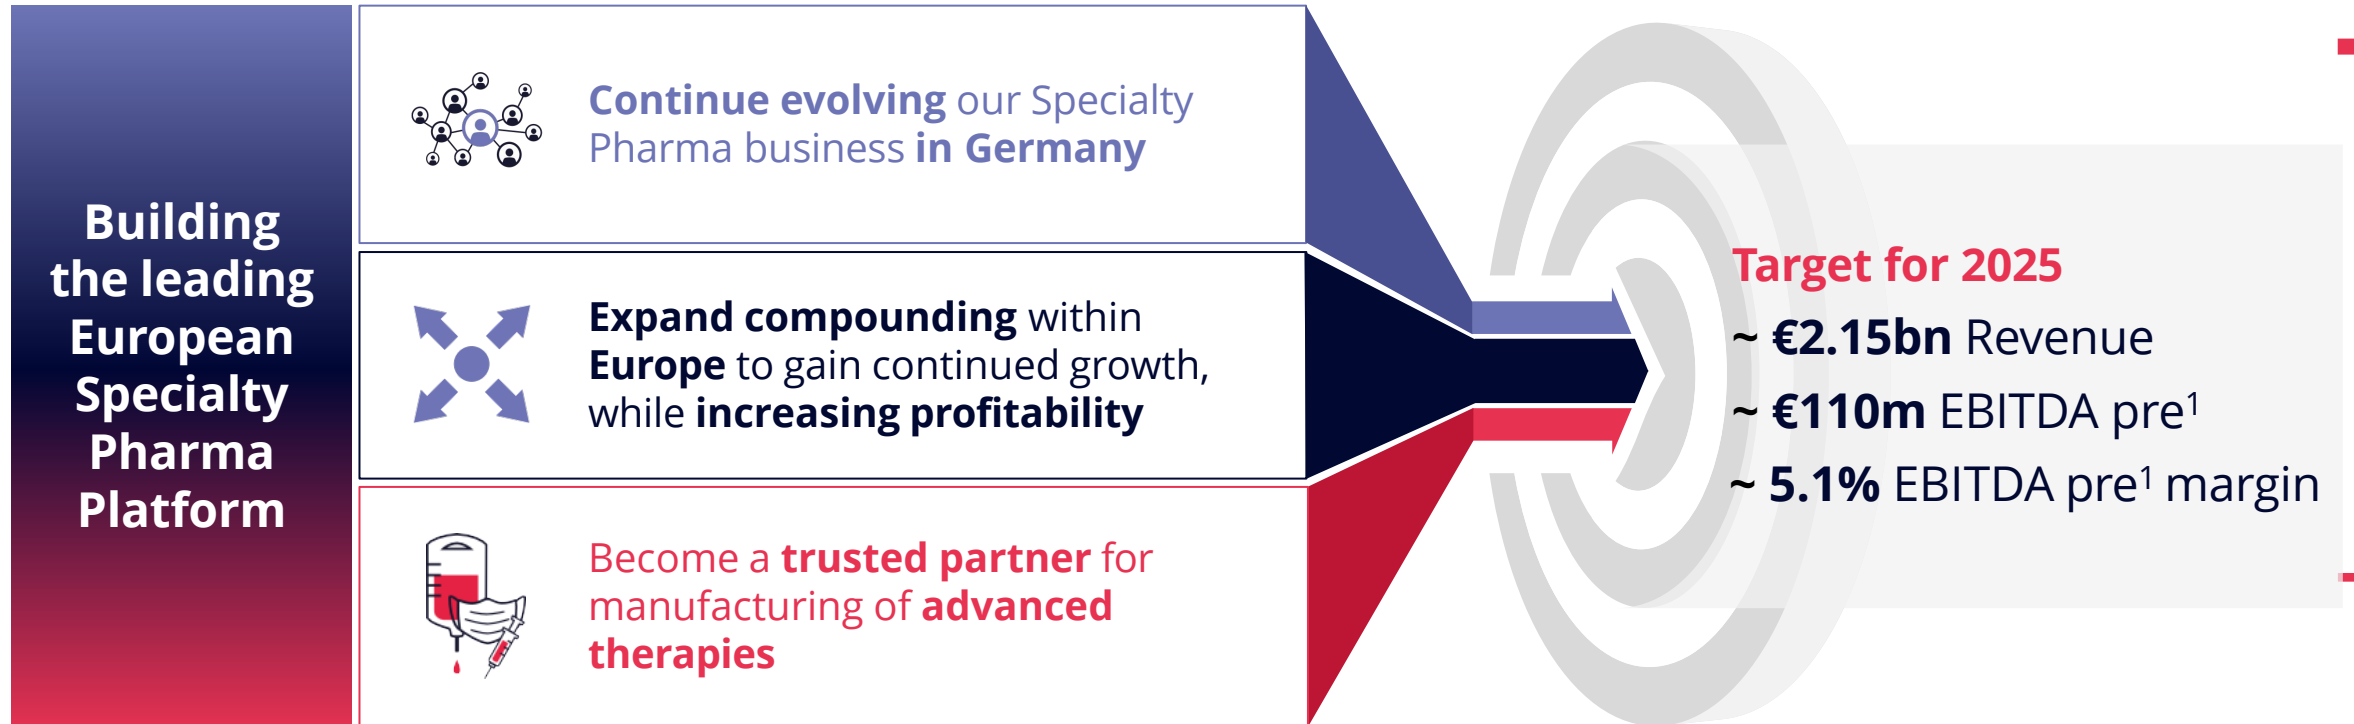 Building
the leading
European
Specialty
Pharma
Platform
Continue evolving our Specialty
Pharma business in Germany
Expand compounding within
Europe to gain continued growth,
while increasing profitability
Become a trusted partner for
manufacturing of advanced
therapies
Target for 2025
~ €2.15bn Revenue
~ €110m EBITDA pre¹
~ 5.1% EBITDA pre¹ margin